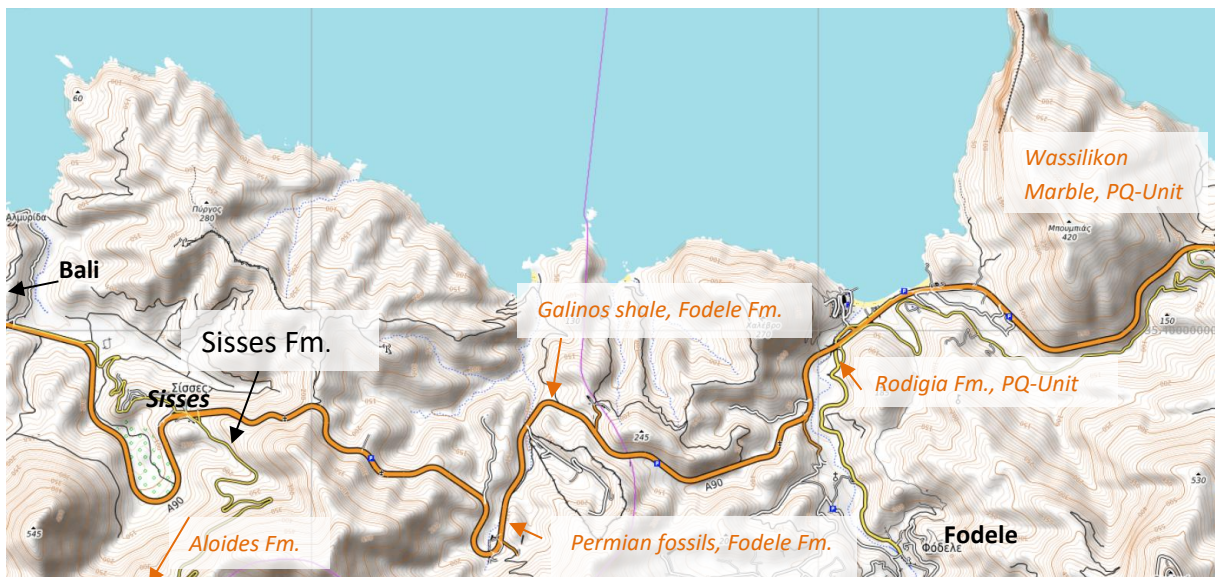 60
Πύργος
280
Αλμυρίδα
Bali
Sisses Fm.
Σίσσες
Sisses
A90
545
Aloides Fm.
Galinos shale, Fodele Fm.
245
A90
Permian fossils, Fodele Fm.
Wassilikon
Marble, PQ-Unit
Μπουμπιάς
420
150
Rodigia Fm., PQ-Unit
530
Fodele
Φόδελε